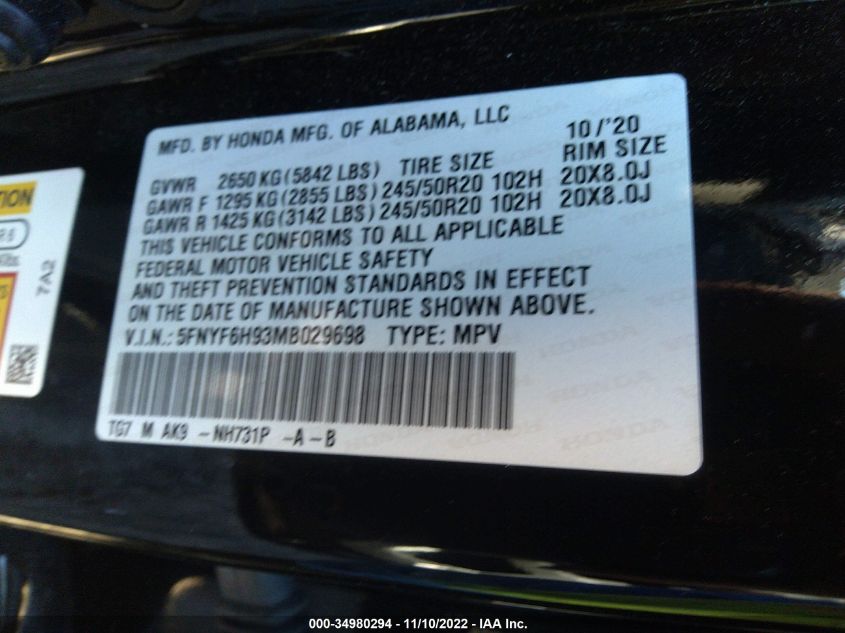 MFD. BY HONDA MFG. OF ALABAMA, LLC 10/'20
GVWR 2650 KG (5842 LBS) TIRE SIZE RIM SIZE
GAWR F 1295 KG (2855 LBS) 245/50R20 102H 20X8.0J
GAWR R 1425 KG (3142 LBS) 245/50R20 102H 20X8.0J
THIS VEHICLE CONFORMS TO ALL APPLICABLE
FEDERAL MOTOR VEHICLE SAFETY
AND THEFT PREVENTION STANDARDS IN EFFECT
ON THE DATE OF MANUFACTURE SHOWN ABOVE.
V.I.N.: 5FNYF6H93MB029698 TYPE: MPV
TG7 M AK9 -NH731P -A-B
7A2
000-34980294 - 11/10/2022 - IAA Inc.